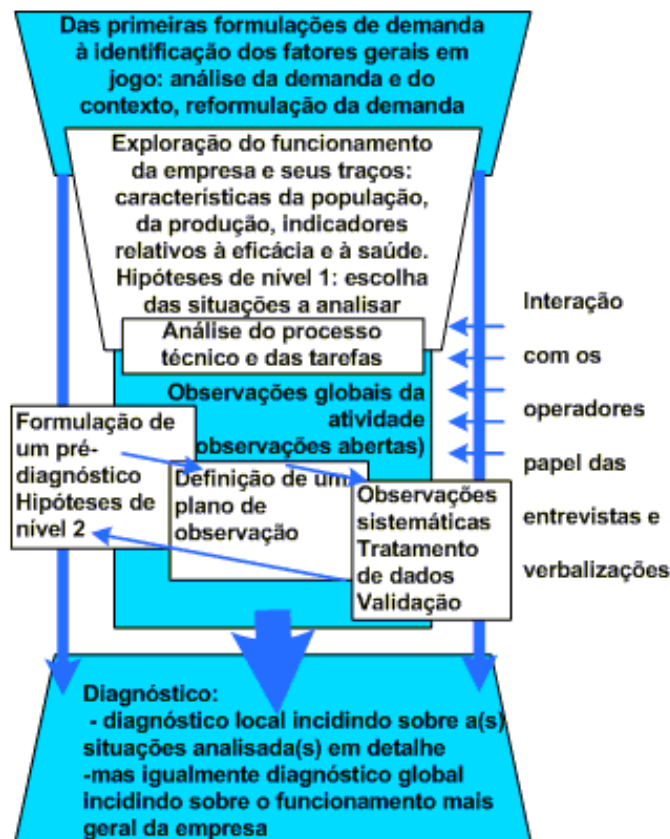 Das primeiras formulações de demanda
à identificação dos fatores gerais em
jogo: análise da demanda e do
contexto, reformulação da demanda
Exploração do funcionamento
da empresa e seus traços:
características da população,
da produção, indicadores
relativos à eficácia e à saúde.
Hipóteses de nível 1: escolha
das situações a analisar
Análise do processo
técnico e das tarefas
Observações globais da
atividade
(observações abertas)
Formulação de
um pré-
diagnóstico
Hipóteses de
nível 2
Definição de um
plano de
observação
Observações
sistemáticas
Tratamento
de dados
Validação
Interação
com os
operadores
papel das
entrevistas e
verbalizações
Diagnóstico:
- diagnóstico local incidindo sobre a(s)
situações analisada(s) em detalhe
-mas igualmente diagnóstico global
incidindo sobre o funcionamento mais
geral da empresa